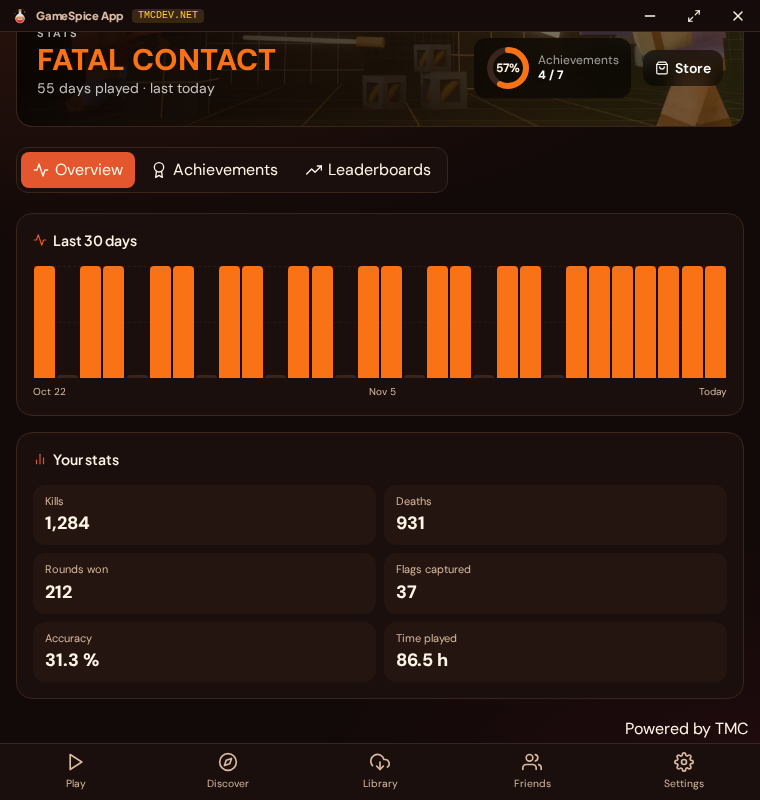 GameSpice App TMCDEV.NET
STATS
FATAL CONTACT
55 days played · last today
57%
Achievements
4 / 7
Store
Overview
Achievements
Leaderboards
Last 30 days
Oct 22
Nov 5
Today
Your stats
Kills
1,284
Deaths
931
Rounds won
212
Flags captured
37
Accuracy
31.3 %
Time played
86.5 h
Powered by TMC
Play
Discover
Library
Friends
Settings